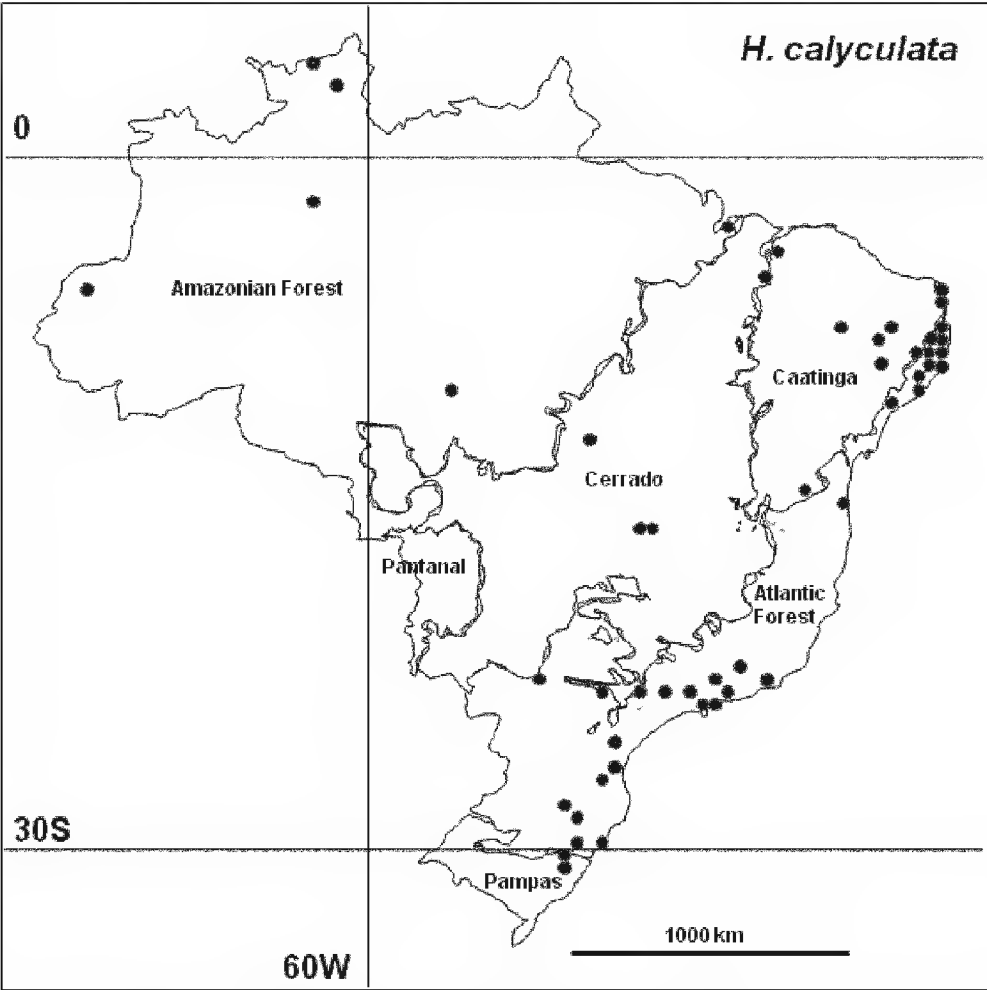 H. calyculata
0
Amazonian Forest
Caatinga
Cerrado
Pantanal
Atlantic
Forest
30S
Pampas
1000 km
60W